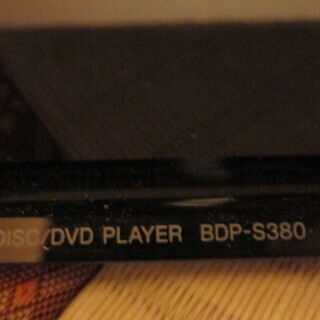 DISC/DVD PLAYER BDP-S380